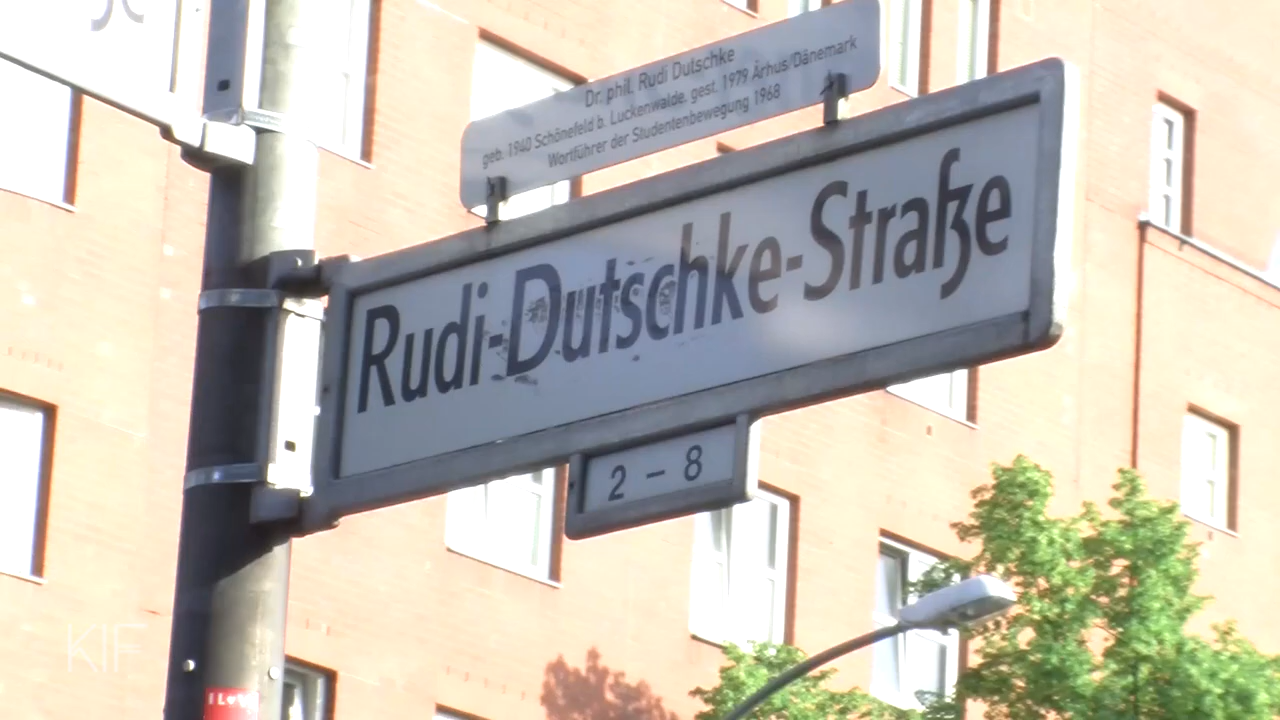 Dr. phil. Rudi Dutschke
geb. 1940 Schönefeld b. Luckenwalde, gest. 1979 Århus/Dänemark
Wortführer der Studentenbewegung 1968
Rudi-Dutschke-Straße
2 – 8
KIF
I Lov